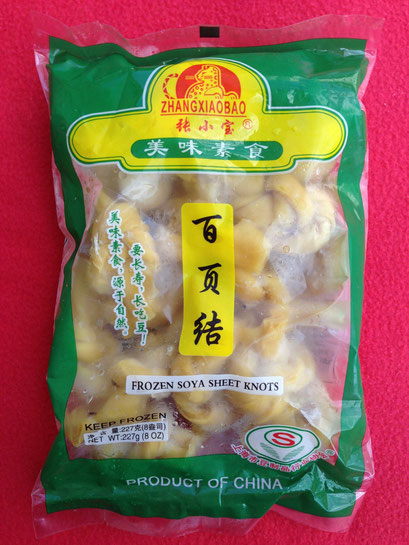 ZHANGXIAOBAO
张小宝®
美味素食
百页结
要长寿,长吃豆!
美味素食,源于自然,
FROZEN SOYA SHEET KNOTS
KEEP FROZEN
净 含 量:227克(8盎司)
NET WT:227g (8 OZ)
S
PRODUCT OF CHINA